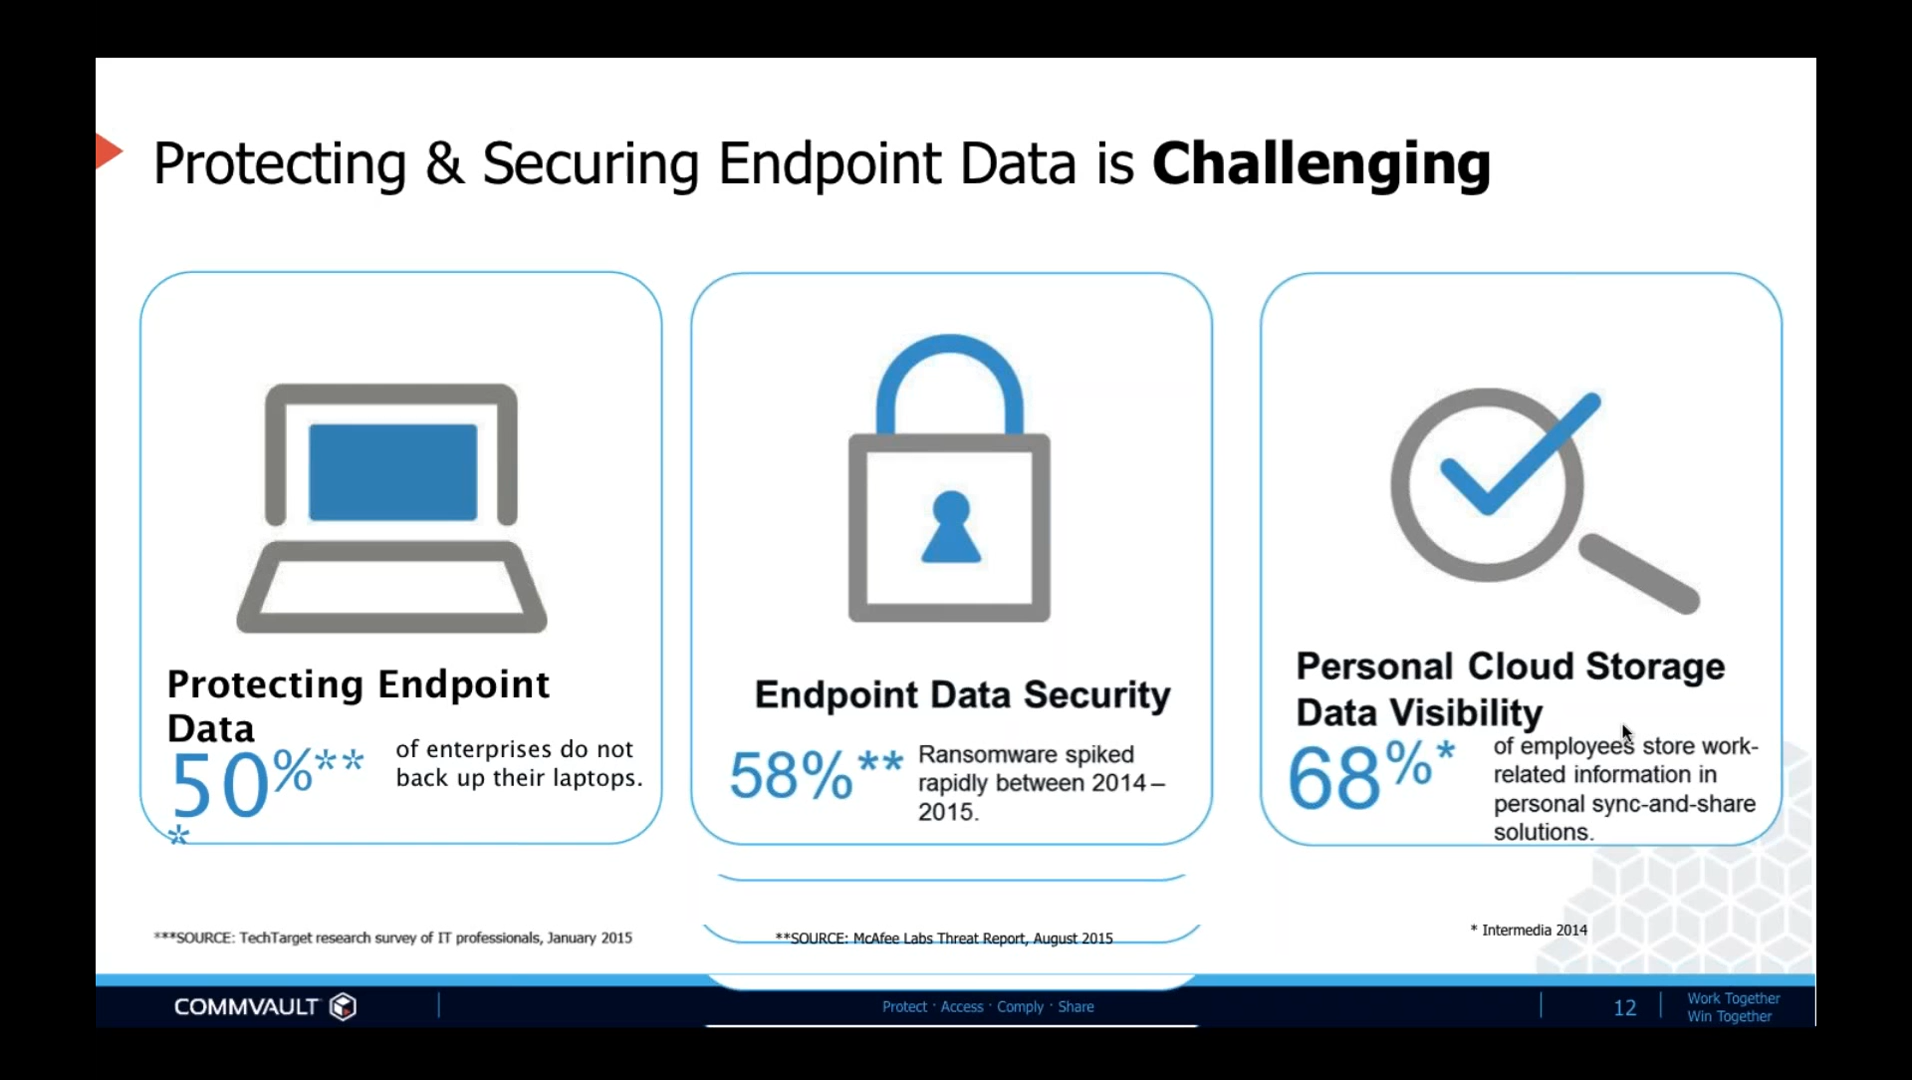 Protecting & Securing Endpoint Data is Challenging
Protecting Endpoint
Data
50%**
*
of enterprises do not
back up their laptops.
Endpoint Data Security
58%**
Ransomware spiked
rapidly between 2014–
2015.
Personal Cloud Storage
Data Visibility
68%*
of employees store work-
related information in
personal sync-and-share
solutions.
***SOURCE: TechTarget research survey of IT professionals, January 2015
**SOURCE: McAfee Labs Threat Report, August 2015
* Intermedia 2014
COMMVAULT
Protect · Access · Comply · Share
12
Work Together
Win Together